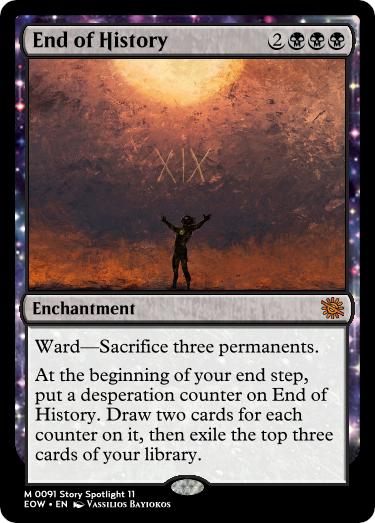 End of History 2
XIX
Enchantment
Ward—Sacrifice three permanents.
At the beginning of your end step,
put a desperation counter on End of
History. Draw two cards for each
counter on it, then exile the top three
cards of your library.
M 0091 Story Spotlight 11
EOW • EN Vassilios Bayiokos